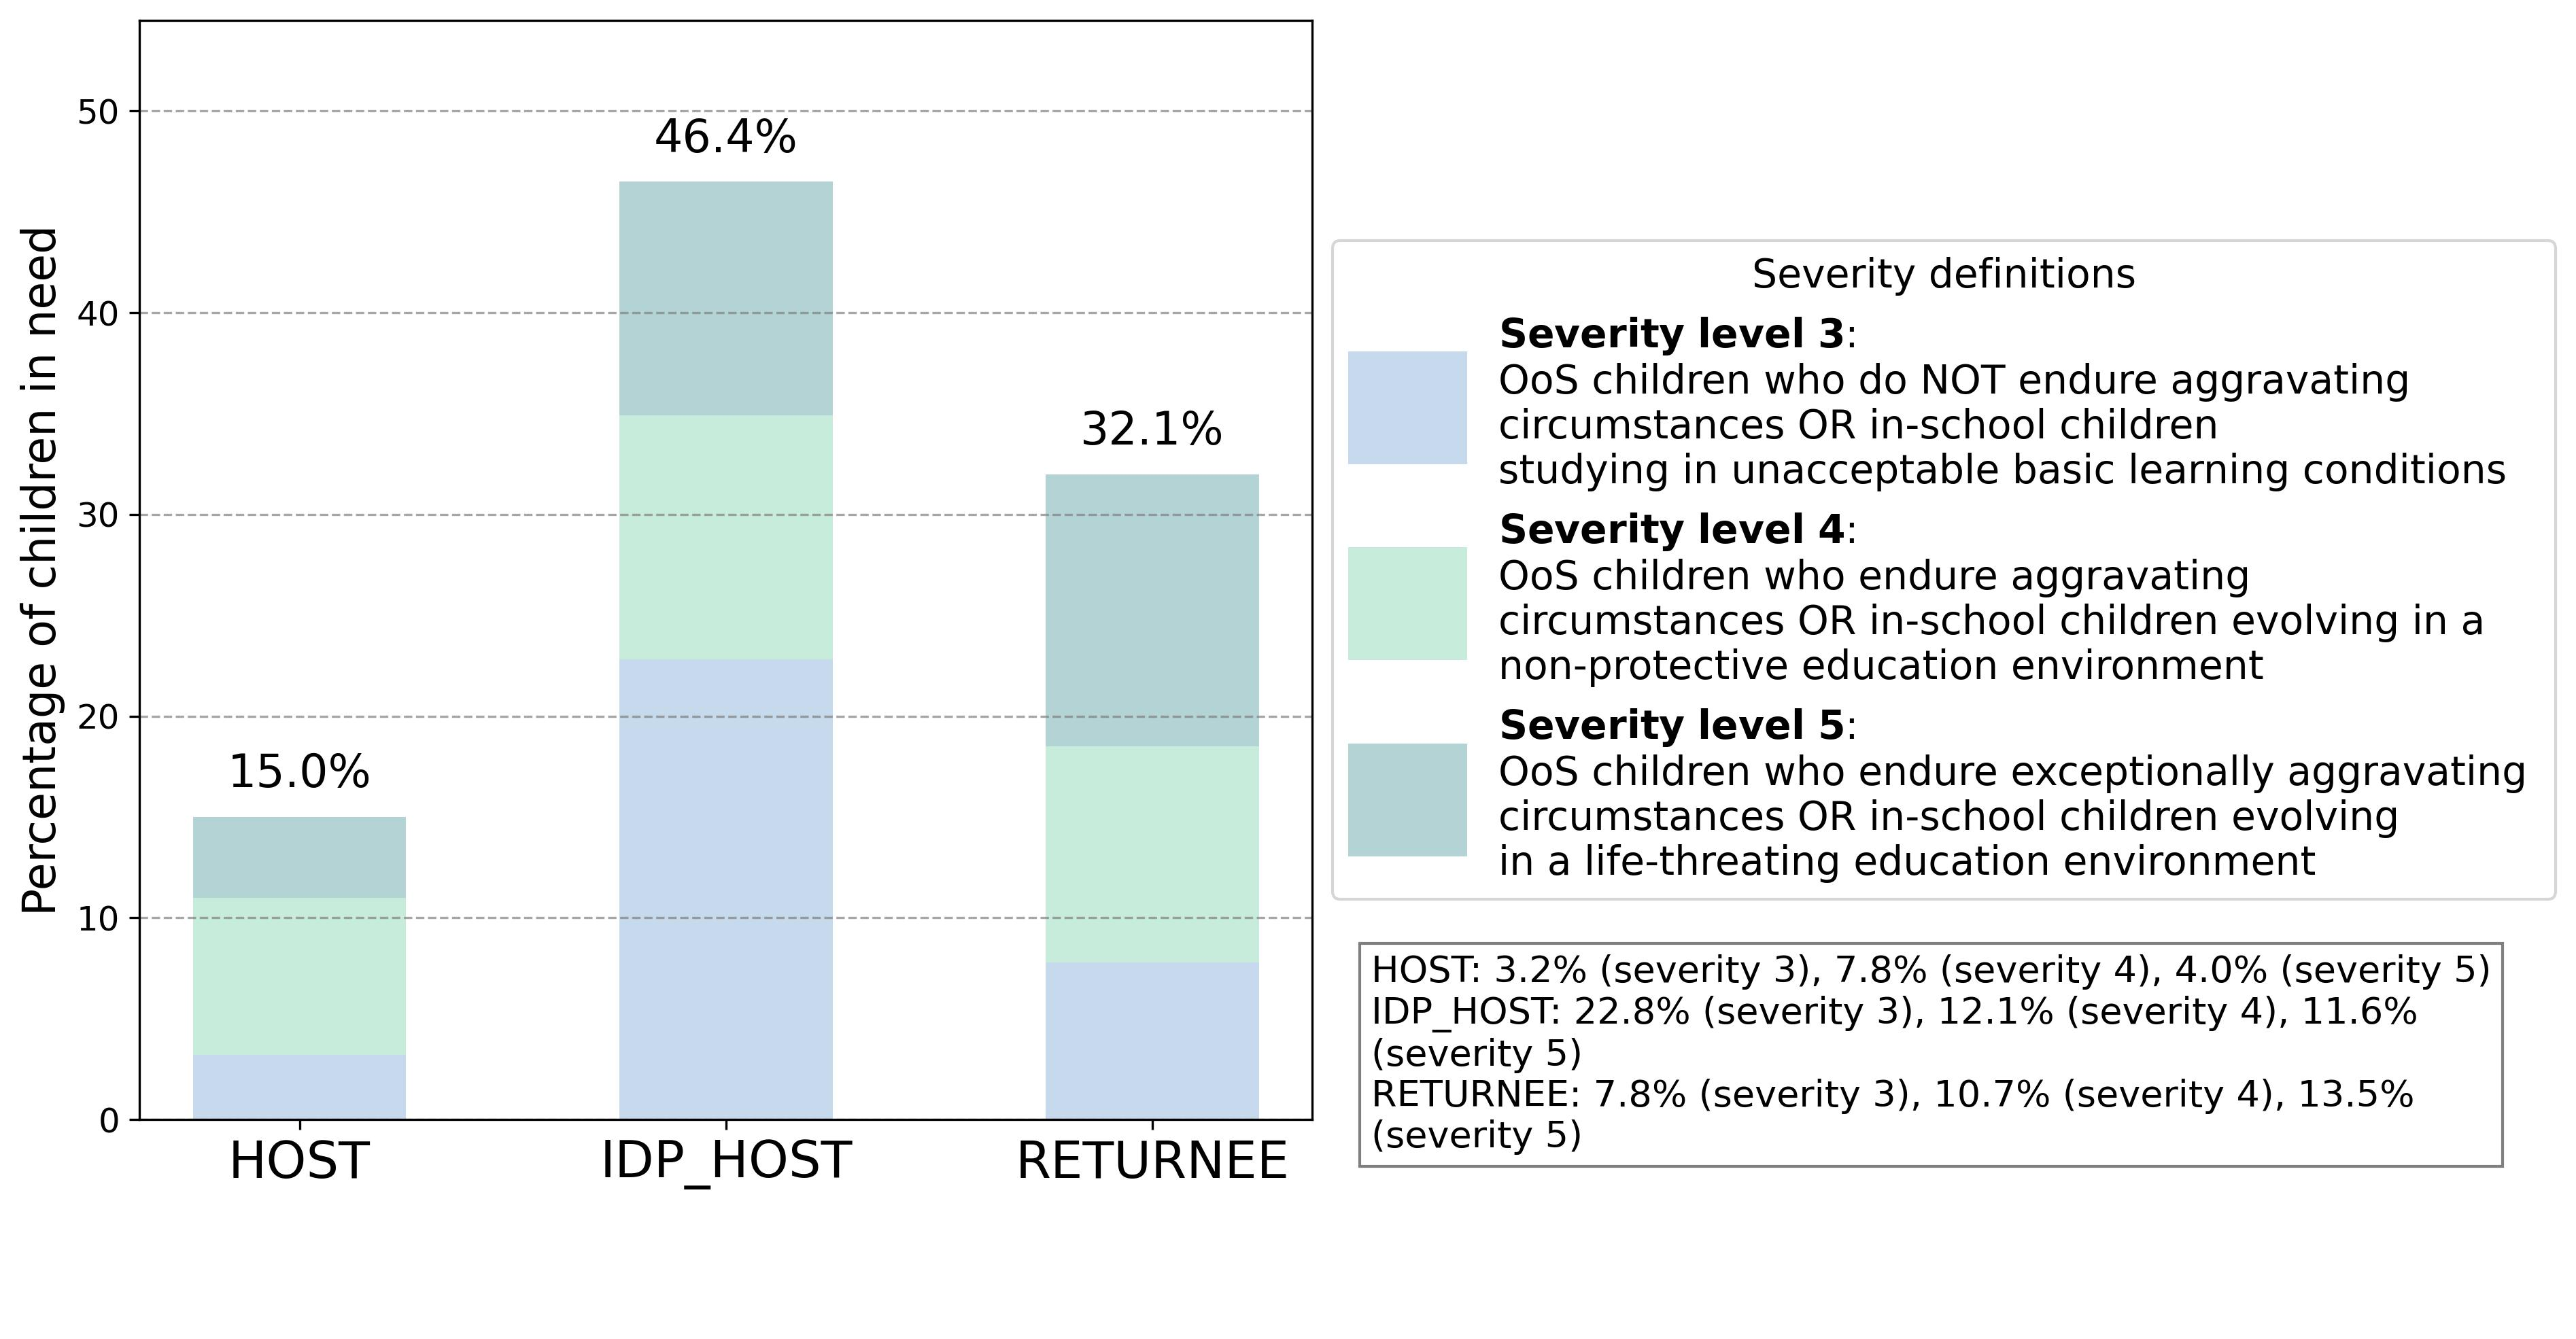 Percentage of children in need
50
40
30
20
10
0
46.4%
32.1%
15.0%
HOST
IDP_HOST
RETURNEE
Severity definitions
Severity level 3:
OoS children who do NOT endure aggravating
circumstances OR in-school children
studying in unacceptable basic learning conditions
Severity level 4:
OoS children who endure aggravating
circumstances OR in-school children evolving in a
non-protective education environment
Severity level 5:
OoS children who endure exceptionally aggravating
circumstances OR in-school children evolving
in a life-threating education environment
HOST: 3.2% (severity 3), 7.8% (severity 4), 4.0% (severity 5)
IDP_HOST: 22.8% (severity 3), 12.1% (severity 4), 11.6%
(severity 5)
RETURNEE: 7.8% (severity 3), 10.7% (severity 4), 13.5%
(severity 5)